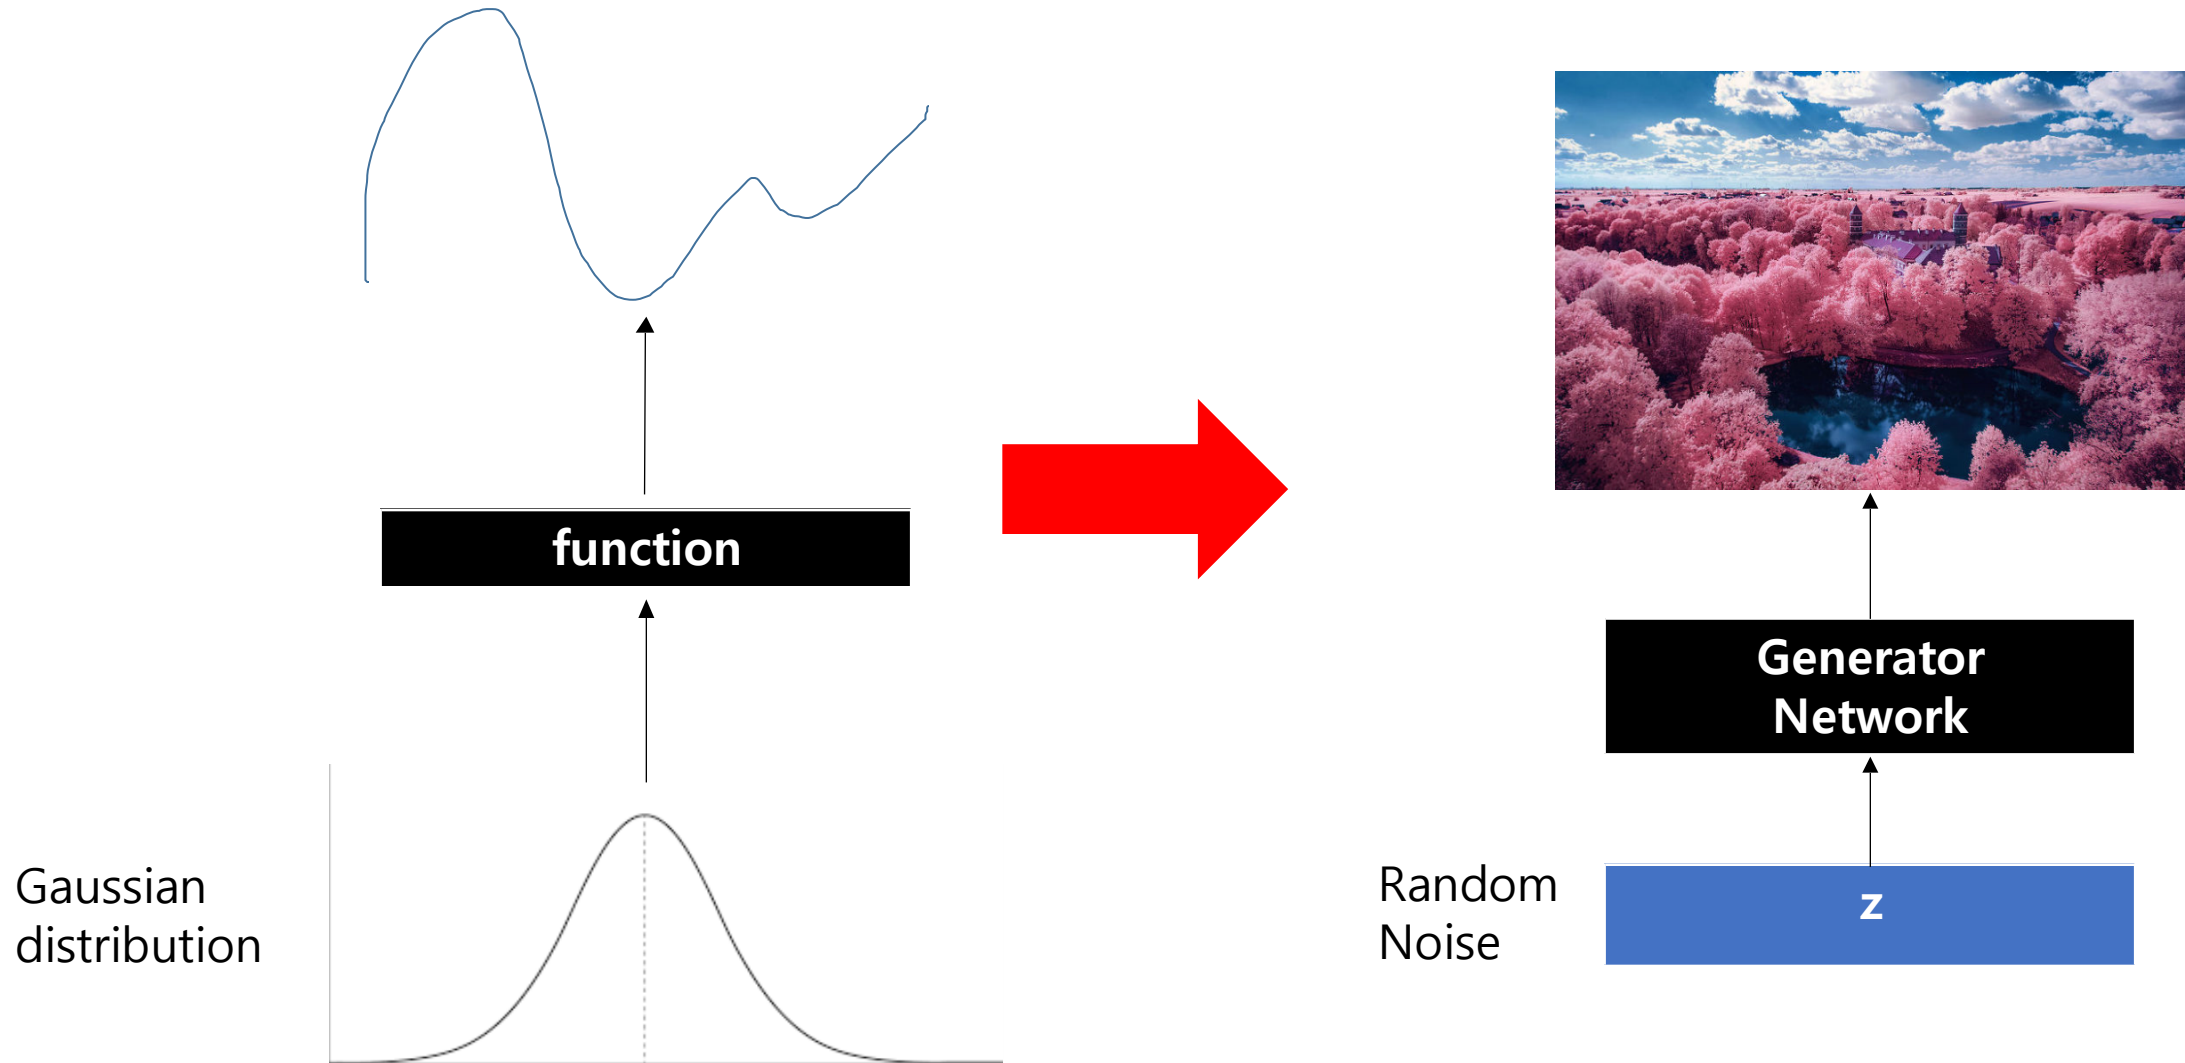 function
Gaussian
distribution
Generator
Network
Random
Noise
z